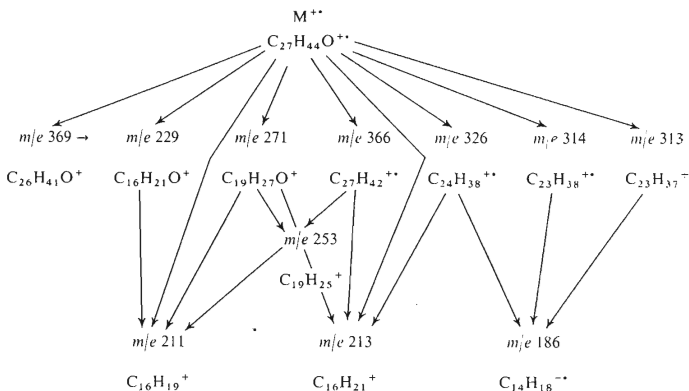 M⁺•
C₂₇H₄₄O⁺•
m/e 369 → m/e 229 m/e 271 m/e 366 m/e 326 m/e 314 m/e 313
C₂₆H₄₁O⁺ C₁₆H₂₁O⁺ C₁₉H₂₇O⁺ C₂₇H₄₂⁺• C₂₄H₃₈⁺• C₂₃H₃₈⁺• C₂₃H₃₇⁺
m/e 253
C₁₉H₂₅⁺
m/e 211 m/e 213 m/e 186
C₁₆H₁₉⁺ C₁₆H₂₁⁺ C₁₄H₁₈⁻•